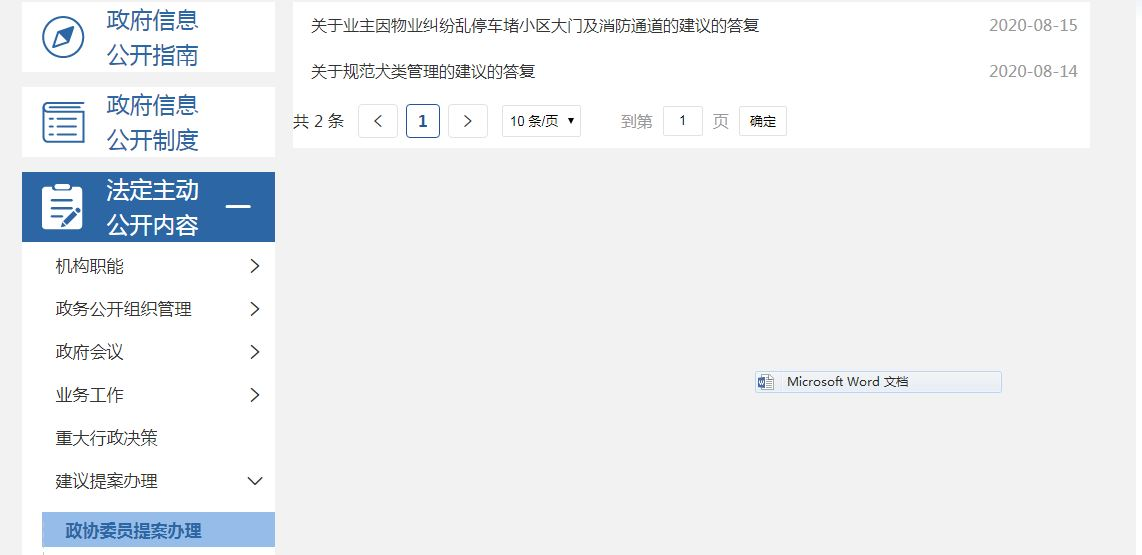 政府信息
公开指南
政府信息
公开制度
法定主动
公开内容
机构职能
政务公开组织管理
政府会议
业务工作
重大行政决策
建议提案办理
政协委员提案办理
关于业主因物业纠纷乱停车堵小区大门及消防通道的建议的答复 2020-08-15
关于规范犬类管理的建议的答复 2020-08-14
共 2 条 < 1 > 10 条/页 到第 1 页 确定
Microsoft Word 文档